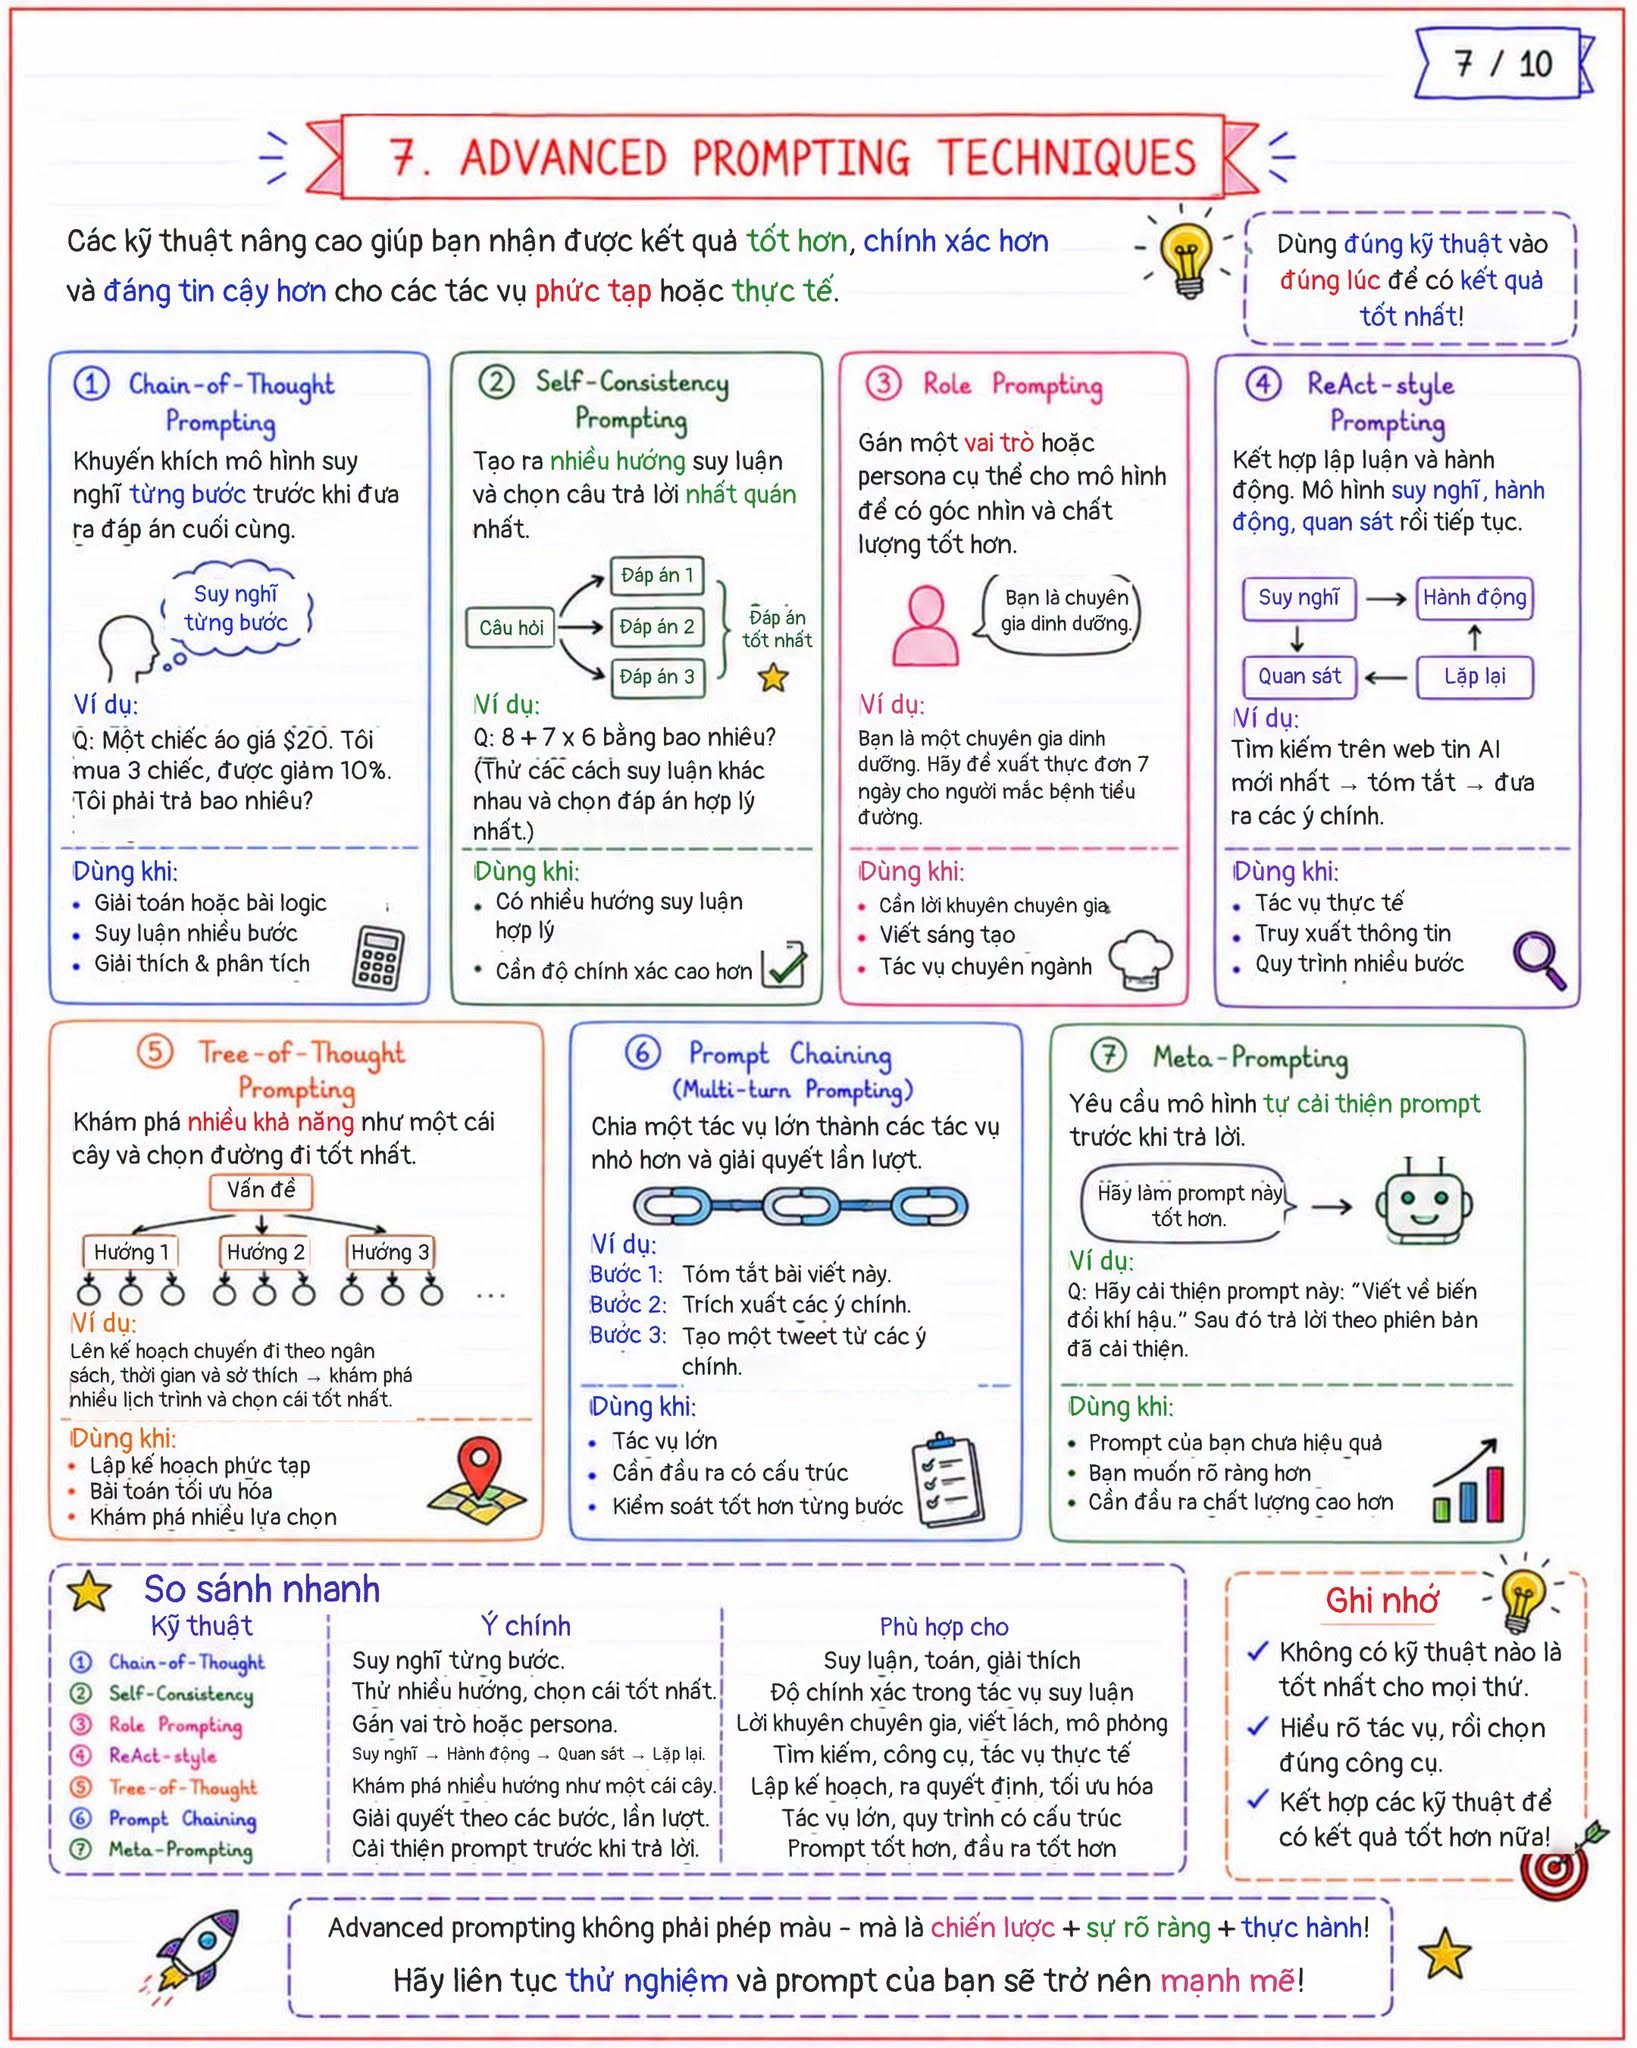 7 / 10
7. ADVANCED PROMPTING TECHNIQUES
Các kỹ thuật nâng cao giúp bạn nhận được kết quả tốt hơn, chính xác hơn
và đáng tin cậy hơn cho các tác vụ phức tạp hoặc thực tế.
Dùng đúng kỹ thuật vào
đúng lúc để có kết quả
tốt nhất!
1 Chain-of-Thought
Prompting
Khuyến khích mô hình suy
nghĩ từng bước trước khi đưa
ra đáp án cuối cùng.
Suy nghĩ
từng bước
Ví dụ:
Q: Một chiếc áo giá $20. Tôi
mua 3 chiếc, được giảm 10%.
Tôi phải trả bao nhiêu?
Dùng khi:
• Giải toán hoặc bài logic
• Suy luận nhiều bước
• Giải thích & phân tích
2 Self-Consistency
Prompting
Tạo ra nhiều hướng suy luận
và chọn câu trả lời nhất quán
nhất.
Câu hỏi
Đáp án 1
Đáp án 2
Đáp án 3
Đáp án
tốt nhất
Ví dụ:
Q: 8 + 7 x 6 bằng bao nhiêu?
(Thử các cách suy luận khác
nhau và chọn đáp án hợp lý
nhất.)
Dùng khi:
• Có nhiều hướng suy luận
hợp lý
• Cần độ chính xác cao hơn
3 Role Prompting
Gán một vai trò hoặc
persona cụ thể cho mô hình
để có góc nhìn và chất
lượng tốt hơn.
Bạn là chuyên
gia dinh dưỡng.
Ví dụ:
Bạn là một chuyên gia dinh
dưỡng. Hãy đề xuất thực đơn 7
ngày cho người mắc bệnh tiểu
đường.
Dùng khi:
• Cần lời khuyên chuyên gia
• Viết sáng tạo
• Tác vụ chuyên ngành
4 ReAct-style
Prompting
Kết hợp lập luận và hành
động. Mô hình suy nghĩ, hành
động, quan sát rồi tiếp tục.
Suy nghĩ → Hành động
Quan sát ← Lặp lại
Ví dụ:
Tìm kiếm trên web tin AI
mới nhất → tóm tắt → đưa
ra các ý chính.
Dùng khi:
• Tác vụ thực tế
• Truy xuất thông tin
• Quy trình nhiều bước
5 Tree-of-Thought
Prompting
Khám phá nhiều khả năng như một cái
cây và chọn đường đi tốt nhất.
Vấn đề
Hướng 1 Hướng 2 Hướng 3
...
Ví dụ:
Lên kế hoạch chuyến đi theo ngân
sách, thời gian và sở thích → khám phá
nhiều lịch trình và chọn cái tốt nhất.
Dùng khi:
• Lập kế hoạch phức tạp
• Bài toán tối ưu hóa
• Khám phá nhiều lựa chọn
6 Prompt Chaining
(Multi-turn Prompting)
Chia một tác vụ lớn thành các tác vụ
nhỏ hơn và giải quyết lần lượt.
Ví dụ:
Bước 1: Tóm tắt bài viết này.
Bước 2: Trích xuất các ý chính.
Bước 3: Tạo một tweet từ các ý
chính.
Dùng khi:
• Tác vụ lớn
• Cần đầu ra có cấu trúc
• Kiểm soát tốt hơn từng bước
7 Meta-Prompting
Yêu cầu mô hình tự cải thiện prompt
trước khi trả lời.
Hãy làm prompt này
tốt hơn.
Ví dụ:
Q: Hãy cải thiện prompt này: “Viết về biến
đổi khí hậu.” Sau đó trả lời theo phiên bản
đã cải thiện.
Dùng khi:
• Prompt của bạn chưa hiệu quả
• Bạn muốn rõ ràng hơn
• Cần đầu ra chất lượng cao hơn
So sánh nhanh
Kỹ thuật Ý chính Phù hợp cho
1 Chain-of-Thought Suy nghĩ từng bước. Suy luận, toán, giải thích
2 Self-Consistency Thử nhiều hướng, chọn cái tốt nhất. Độ chính xác trong tác vụ suy luận
3 Role Prompting Gán vai trò hoặc persona. Lời khuyên chuyên gia, viết lách, mô phỏng
4 ReAct-style Suy nghĩ → Hành động → Quan sát → Lặp lại. Tìm kiếm, công cụ, tác vụ thực tế
5 Tree-of-Thought Khám phá nhiều hướng như một cái cây. Lập kế hoạch, ra quyết định, tối ưu hóa
6 Prompt Chaining Giải quyết theo các bước, lần lượt. Tác vụ lớn, quy trình có cấu trúc
7 Meta-Prompting Cải thiện prompt trước khi trả lời. Prompt tốt hơn, đầu ra tốt hơn
Ghi nhớ
✓ Không có kỹ thuật nào là
tốt nhất cho mọi thứ.
✓ Hiểu rõ tác vụ, rồi chọn
đúng công cụ.
✓ Kết hợp các kỹ thuật để
có kết quả tốt hơn nữa!
Advanced prompting không phải phép màu - mà là chiến lược + sự rõ ràng + thực hành!
Hãy liên tục thử nghiệm và prompt của bạn sẽ trở nên mạnh mẽ!